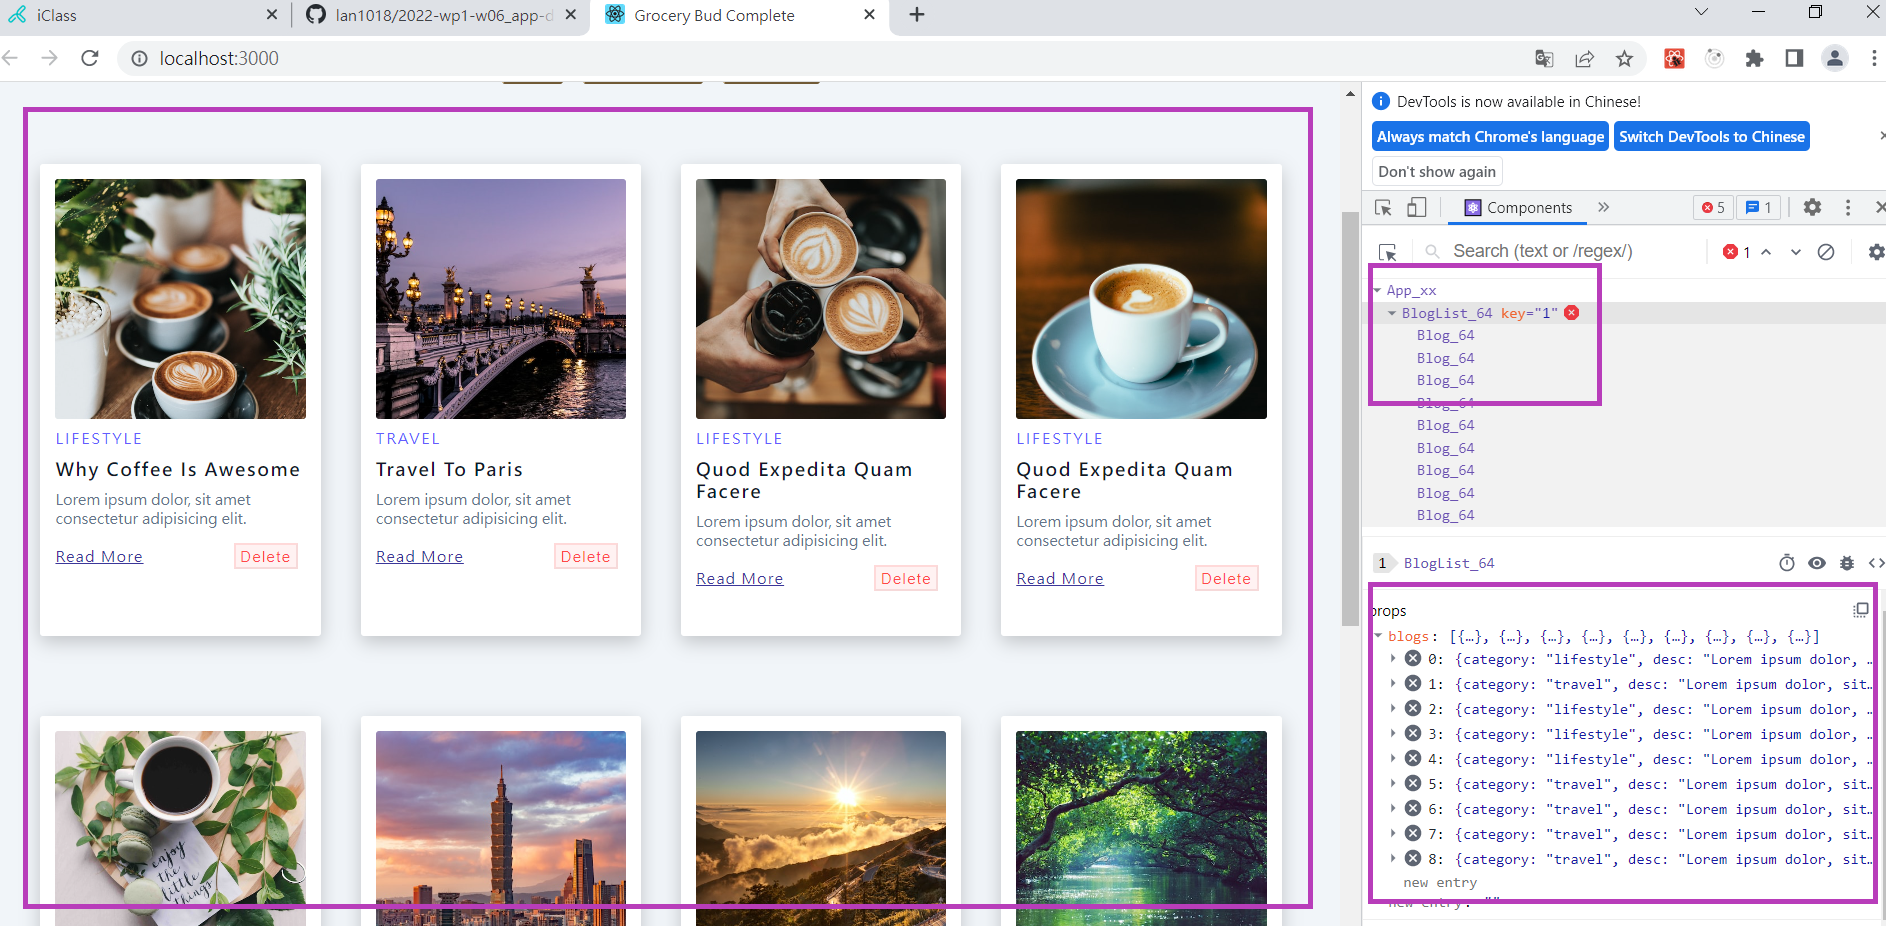 iClass
lan1018/2022-wp1-w06_app-d
Grocery Bud Complete
localhost:3000
LIFESTYLE
Why Coffee Is Awesome
Lorem ipsum dolor, sit amet
consectetur adipisicing elit.
Read More
Delete
TRAVEL
Travel To Paris
Lorem ipsum dolor, sit amet
consectetur adipisicing elit.
Read More
Delete
LIFESTYLE
Quod Expedita Quam
Facere
Lorem ipsum dolor, sit amet
consectetur adipisicing elit.
Read More
Delete
LIFESTYLE
Quod Expedita Quam
Facere
Lorem ipsum dolor, sit amet
consectetur adipisicing elit.
Read More
Delete
enjoy
the
little
things
DevTools is now available in Chinese!
Always match Chrome's language
Switch DevTools to Chinese
Don't show again
Components
5
1
Search (text or /regex/)
1
App_xx
BlogList_64 key="1"
Blog_64
Blog_64
Blog_64
Blog_64
Blog_64
Blog_64
Blog_64
Blog_64
Blog_64
1 BlogList_64
props
blogs: [{…}, {…}, {…}, {…}, {…}, {…}, {…}, {…}, {…}]
0: {category: "lifestyle", desc: "Lorem ipsum dolor, …
1: {category: "travel", desc: "Lorem ipsum dolor, sit…
2: {category: "lifestyle", desc: "Lorem ipsum dolor, …
3: {category: "lifestyle", desc: "Lorem ipsum dolor, …
4: {category: "lifestyle", desc: "Lorem ipsum dolor, …
5: {category: "travel", desc: "Lorem ipsum dolor, sit…
6: {category: "travel", desc: "Lorem ipsum dolor, sit…
7: {category: "travel", desc: "Lorem ipsum dolor, sit…
8: {category: "travel", desc: "Lorem ipsum dolor, sit…
new entry
new entry: ""